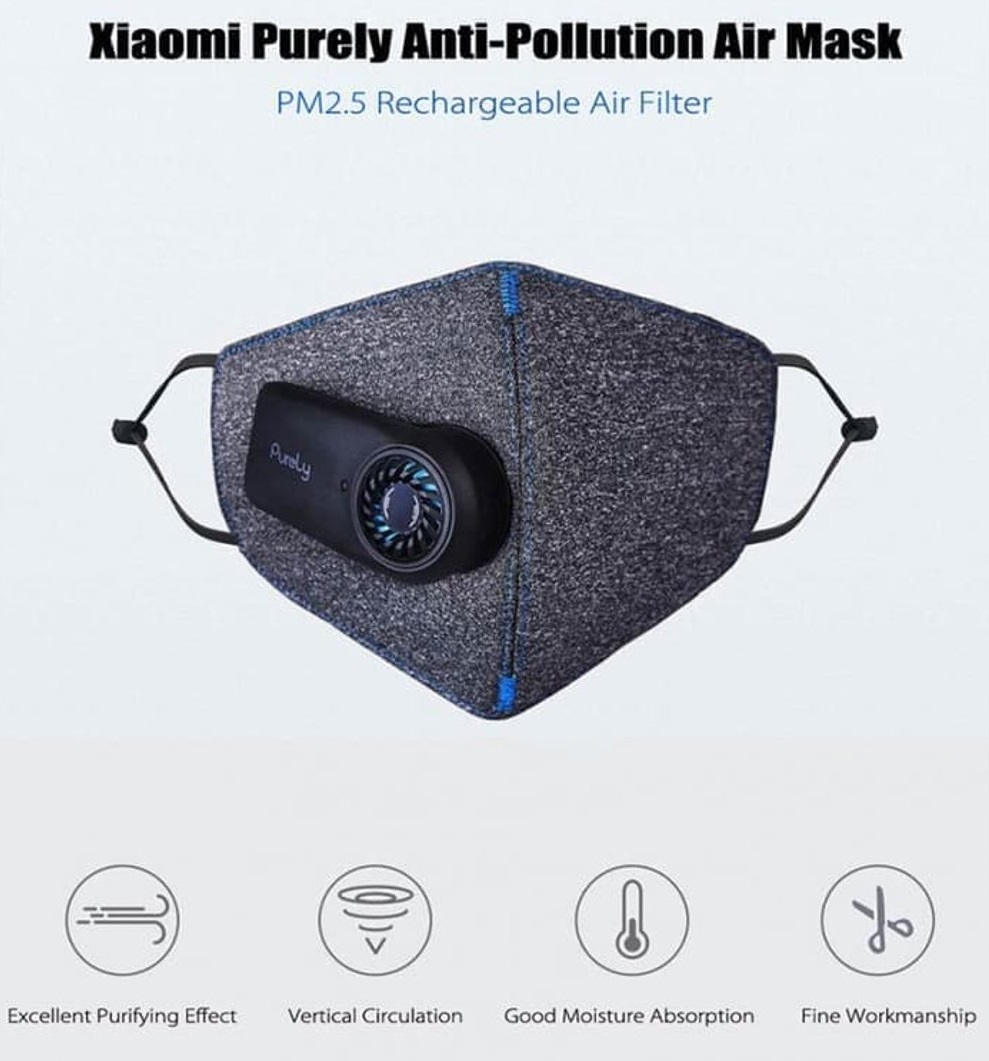 Xiaomi Purely Anti-Pollution Air Mask
PM2.5 Rechargeable Air Filter
Purely
Excellent Purifying Effect
Vertical Circulation
Good Moisture Absorption
Fine Workmanship